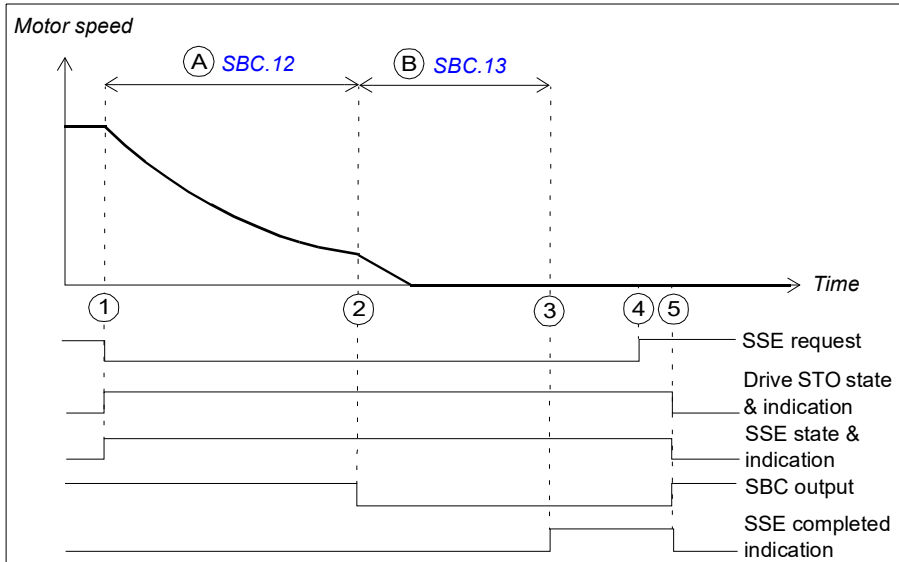 Motor speed
A SBC.12
B SBC.13
Time
1
2
3
4
5
SSE request
Drive STO state
& indication
SSE state &
indication
SBC output
SSE completed
indication